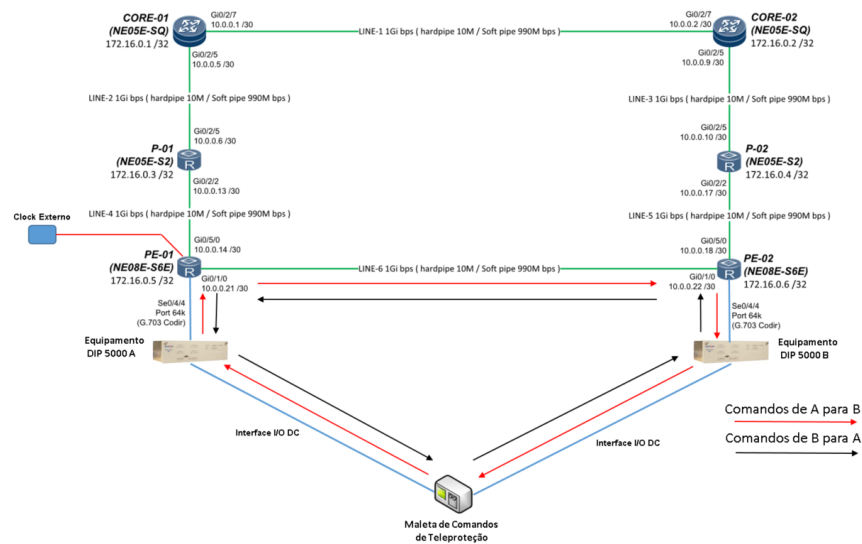 CORE-01
(NE05E-SQ)
172.16.0.1 /32
Gi0/2/7
10.0.0.1 /30
LINE-1 1Gi bps ( hardpipe 10M / Soft pipe 990M bps )
Gi0/2/7
10.0.0.2 /30
CORE-02
(NE05E-SQ)
172.16.0.2 /32
Gi0/2/5
10.0.0.5 /30
Gi0/2/5
10.0.0.9 /30
LINE-2 1Gi bps ( hardpipe 10M / Soft pipe 990M bps )
LINE-3 1Gi bps ( hardpipe 10M / Soft pipe 990M bps )
Gi0/2/5
10.0.0.6 /30
Gi0/2/5
10.0.0.10 /30
P-01
(NE05E-S2)
172.16.0.3 /32
R
R
P-02
(NE05E-S2)
172.16.0.4 /32
Gi0/2/2
10.0.0.13 /30
Gi0/2/2
10.0.0.17 /30
LINE-4 1Gi bps ( hardpipe 10M / Soft pipe 990M bps )
LINE-5 1Gi bps ( hardpipe 10M / Soft pipe 990M bps )
Clock Externo
Gi0/5/0
10.0.0.14 /30
Gi0/5/0
10.0.0.18 /30
PE-01
(NE08E-S6E)
172.16.0.5 /32
R
LINE-6 1Gi bps ( hardpipe 10M / Soft pipe 990M bps )
R
PE-02
(NE08E-S6E)
172.16.0.6 /32
Gi0/1/0
10.0.0.21 /30
Gi0/1/0
10.0.0.22 /30
Se0/4/4
Port 64k
(G.703 Codir)
Se0/4/4
Port 64k
(G.703 Codir)
Equipamento
DIP 5000 A
Equipamento
DIP 5000 B
Comandos de A para B
Comandos de B para A
Interface I/O DC
Interface I/O DC
Maleta de Comandos
de Teleproteção